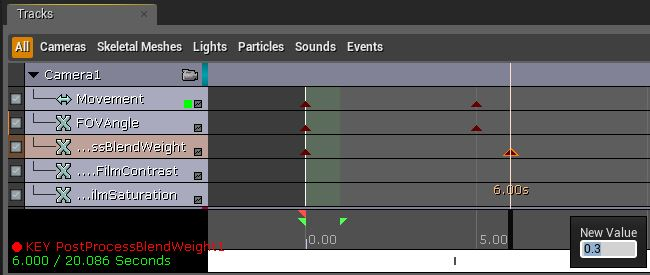 Tracks
All Cameras Skeletal Meshes Lights Particles Sounds Events
Camera1
Movement
FOVAngle
...ssBlendWeight
...FilmContrast
...ilmSaturation
6.00s
0.00 5.00
New Value
0.3
KEY PostProcessBlendWeight1
6.000 / 20.086 Seconds